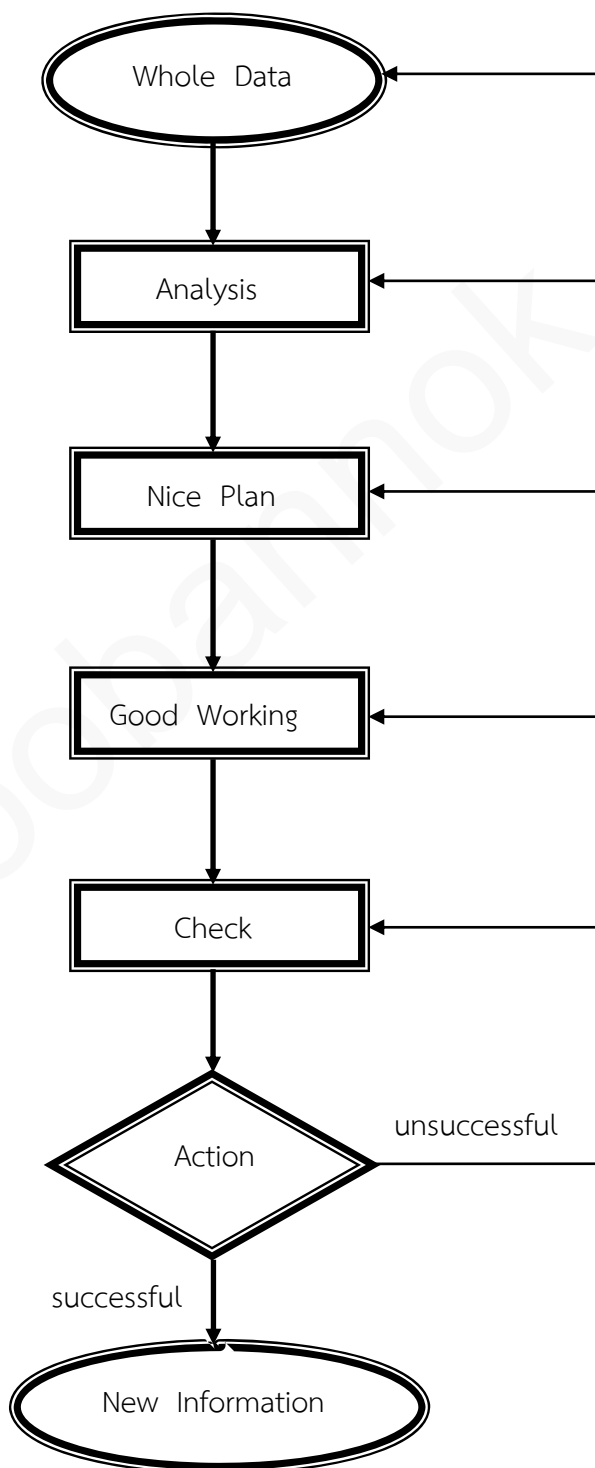 Whole Data
Analysis
Nice Plan
Good Working
Check
Action
unsuccessful
successful
New Information